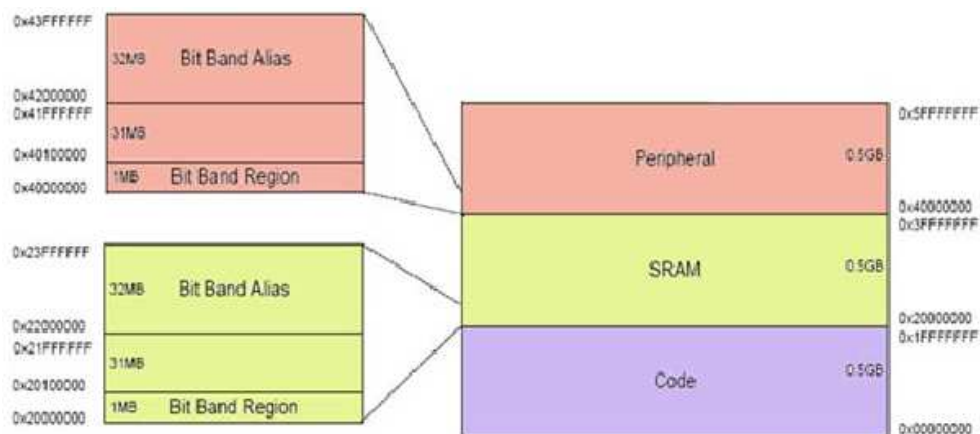 0x43FFFFFF
32MB Bit Band Alias
0x42000000
0x41FFFFFF
31MB
0x40100000
1MB Bit Band Region
0x40000000
0x23FFFFFF
32MB Bit Band Alias
0x22000000
0x21FFFFFF
31MB
0x20100000
1MB Bit Band Region
0x20000000
0x5FFFFFFF
Peripheral 0.5GB
0x40000000
0x3FFFFFFF
SRAM 0.5GB
0x20000000
0x1FFFFFFF
Code 0.5GB
0x00000000